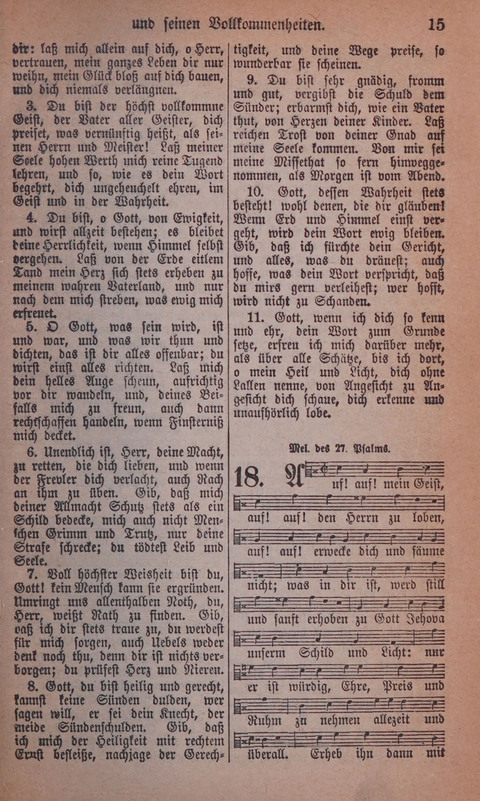 und seinen Vollkommenheiten. 15
dir: laß mich allein auf dich, o Herr,
vertrauen, mein ganzes Leben dir nur
weihn, mein Glück bloß auf dich bauen,
und dich niemals verläugnen.
3. Du bist der höchst vollkommne
Geist, der Vater aller Geister, dich
preiset, was vernünftig heißt, als sei-
nen Herrn und Meister! Laß meiner
Seele hohen Werth mich reine Tugend
lehren, und so, wie es dein Wort
begehrt, dich ungeheuchelt ehren, im
Geist und in der Wahrheit.
4. Du bist, o Gott, von Ewigkeit,
und wirst allzeit bestehen; es bleibet
deine Herrlichkeit, wenn Himmel selbst
vergehen. Laß von der Erde eitlem
Tand mein Herz sich stets erheben zu
meinem wahren Vaterland, und nur
nach dem mich streben, was ewig mich
erfreuet.
5. O Gott, was sein wird, ist
und war, und was wir thun und
dichten, das ist dir alles offenbar; du
wirst einst alles richten. Laß mich
dein helles Auge scheun, aufrichtig
vor dir wandeln, und, deines Bei-
falls mich zu freun, auch dann
rechtschaffen handeln, wenn Finsterniß
mich decket.
6. Unendlich ist, Herr, deine Macht,
zu retten, die dich lieben, und wenn
der Frevler dich verlacht, auch Rach
an ihm zu üben. Gib, daß mich
deiner Allmacht Schutz stets als ein
Schild bedecke, mich auch nicht Men-
schen Grimm und Trutz, nur deine
Strafe schrecke; du tödtest Leib und
Seele.
7. Voll höchster Weisheit bist du,
Gott! kein Mensch kann sie ergründen.
Umringt uns allenthalben Noth, du,
Herr, weißt Rath zu finden. Gib,
daß ich dir stets traue zu, du werdest
für mich sorgen, auch Uebels weder
denk noch thu, denn dir ist nichts ver-
borgen; du prüfest Herz und Nieren.
8. Gott, du bist heilig und gerecht,
kannst keine Sünden dulden, wer
sagen will, er sei dein Knecht, der
meide Sündenschulden. Gib, daß
ich mich der Heiligkeit mit rechtem
Ernst befleiße, nachjage der Gerech-
tigkeit, und deine Wege preise, so
wunderbar sie scheinen.
9. Du bist sehr gnädig, fromm
und gut, vergibst die Schuld dem
Sünder; erbarmst dich, wie ein Vater
thut, von Herzen deiner Kinder. Laß
reichen Trost von deiner Gnad auf
meine Seele kommen. Von mir sei
meine Missethat so fern hinwegge-
nommen, als Morgen ist vom Abend.
10. Gott, dessen Wahrheit stets
besteht! wohl denen, die dir gläuben!
Wenn Erd und Himmel einst ver-
geht, wird dein Wort ewig bleiben.
Gib, daß ich fürchte dein Gericht,
und alles, was du dräuest; auch
hoffe, was dein Wort verspricht, daß
du mirs gern verleihest; wer hofft,
wird nicht zu Schanden.
11. Gott, wenn ich dich so kenn
und ehr, dein Wort zum Grunde
setze, erfreu ich mich darüber mehr,
als über alle Schätze, bis ich dort,
o mein Heil und Licht, dich ohne
Lallen nenne, von Angesicht zu An-
gesicht dich schaue, dich erkenne und
unaufhörlich lobe.
Mel. des 27. Psalms.
18. Auf! auf! mein Geist,
auf! auf! den Herrn zu loben,
auf! auf! erwecke dich und säume
nicht; was in dir ist, werd still
und sanft erhoben zu Gott Jehova
unserm Schild und Licht: nur
er ist würdig, Ehre, Preis und
Ruhm zu nehmen allezeit und
überall. Erheb ihn dann mit